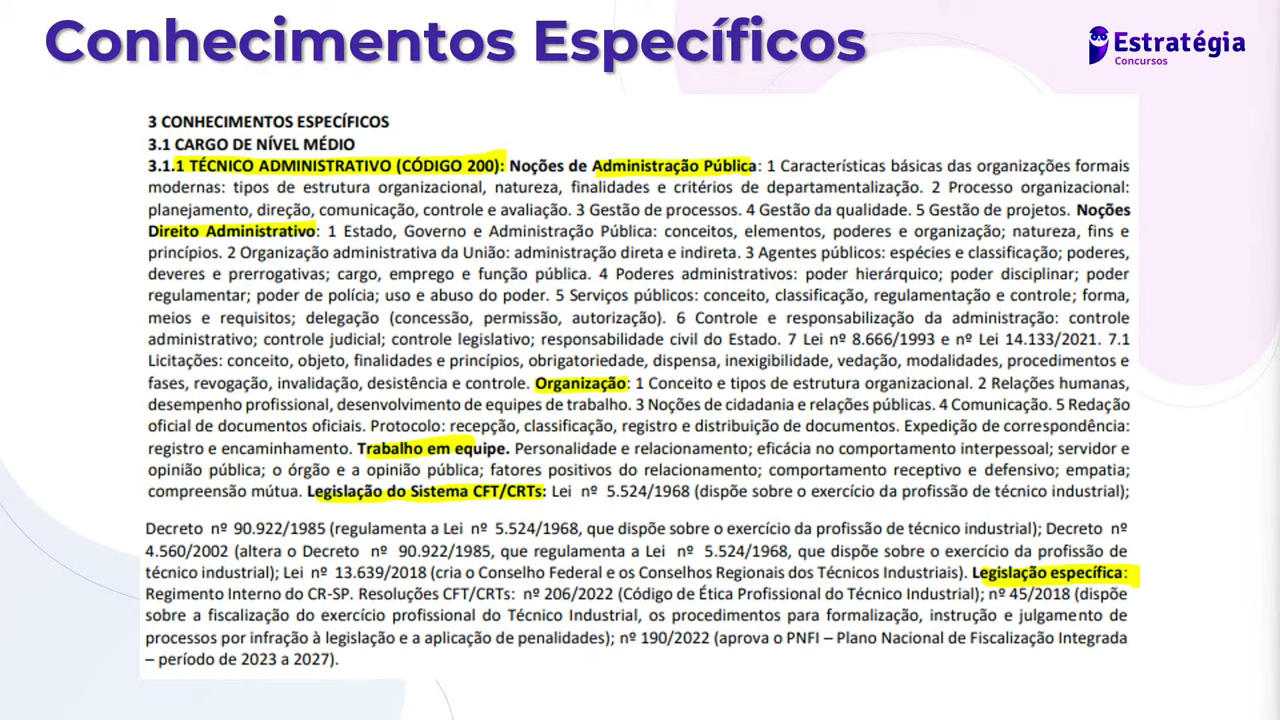 Conhecimentos Específicos
Estratégia
Concursos
3 CONHECIMENTOS ESPECÍFICOS
3.1 CARGO DE NÍVEL MÉDIO
3.1.1 TÉCNICO ADMINISTRATIVO (CÓDIGO 200): Noções de Administração Pública: 1 Características básicas das organizações formais
modernas: tipos de estrutura organizacional, natureza, finalidades e critérios de departamentalização. 2 Processo organizacional:
planejamento, direção, comunicação, controle e avaliação. 3 Gestão de processos. 4 Gestão da qualidade. 5 Gestão de projetos. Noções
Direito Administrativo: 1 Estado, Governo e Administração Pública: conceitos, elementos, poderes e organização; natureza, fins e
princípios. 2 Organização administrativa da União: administração direta e indireta. 3 Agentes públicos: espécies e classificação; poderes,
deveres e prerrogativas; cargo, emprego e função pública. 4 Poderes administrativos: poder hierárquico; poder disciplinar; poder
regulamentar; poder de polícia; uso e abuso do poder. 5 Serviços públicos: conceito, classificação, regulamentação e controle; forma,
meios e requisitos; delegação (concessão, permissão, autorização). 6 Controle e responsabilização da administração: controle
administrativo; controle judicial; controle legislativo; responsabilidade civil do Estado. 7 Lei nº 8.666/1993 e nº Lei 14.133/2021. 7.1
Licitações: conceito, objeto, finalidades e princípios, obrigatoriedade, dispensa, inexigibilidade, vedação, modalidades, procedimentos e
fases, revogação, invalidação, desistência e controle. Organização: 1 Conceito e tipos de estrutura organizacional. 2 Relações humanas,
desempenho profissional, desenvolvimento de equipes de trabalho. 3 Noções de cidadania e relações públicas. 4 Comunicação. 5 Redação
oficial de documentos oficiais. Protocolo: recepção, classificação, registro e distribuição de documentos. Expedição de correspondência:
registro e encaminhamento. Trabalho em equipe. Personalidade e relacionamento; eficácia no comportamento interpessoal; servidor e
opinião pública; o órgão e a opinião pública; fatores positivos do relacionamento; comportamento receptivo e defensivo; empatia;
compreensão mútua. Legislação do Sistema CFT/CRTs: Lei nº 5.524/1968 (dispõe sobre o exercício da profissão de técnico industrial);
Decreto nº 90.922/1985 (regulamenta a Lei nº 5.524/1968, que dispõe sobre o exercício da profissão de técnico industrial); Decreto nº
4.560/2002 (altera o Decreto nº 90.922/1985, que regulamenta a Lei nº 5.524/1968, que dispõe sobre o exercício da profissão de
técnico industrial); Lei nº 13.639/2018 (cria o Conselho Federal e os Conselhos Regionais dos Técnicos Industriais). Legislação específica:
Regimento Interno do CR-SP. Resoluções CFT/CRTs: nº 206/2022 (Código de Ética Profissional do Técnico Industrial); nº 45/2018 (dispõe
sobre a fiscalização do exercício profissional do Técnico Industrial, os procedimentos para formalização, instrução e julgamento de
processos por infração à legislação e a aplicação de penalidades); nº 190/2022 (aprova o PNFI – Plano Nacional de Fiscalização Integrada
– período de 2023 a 2027).